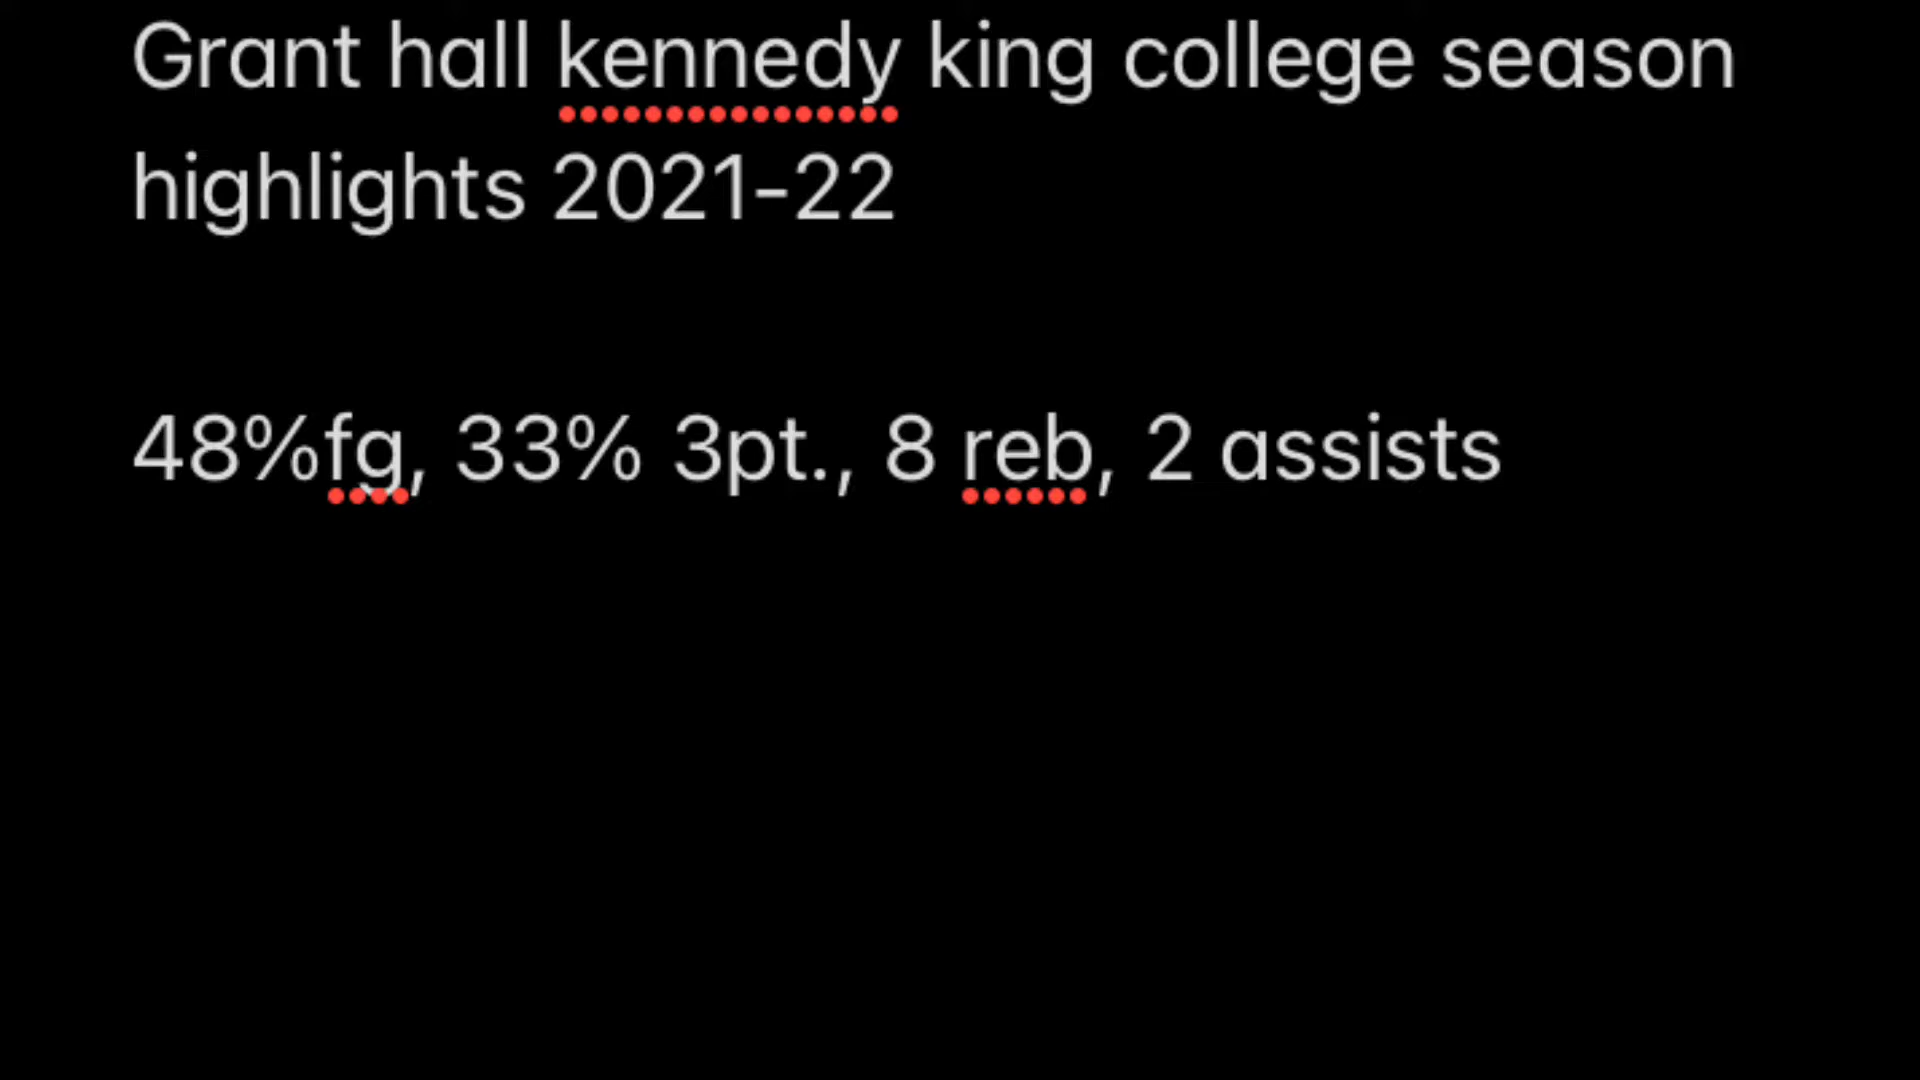 Grant hall kennedy king college season
highlights 2021-22
48%fg, 33% 3pt., 8 reb, 2 assists